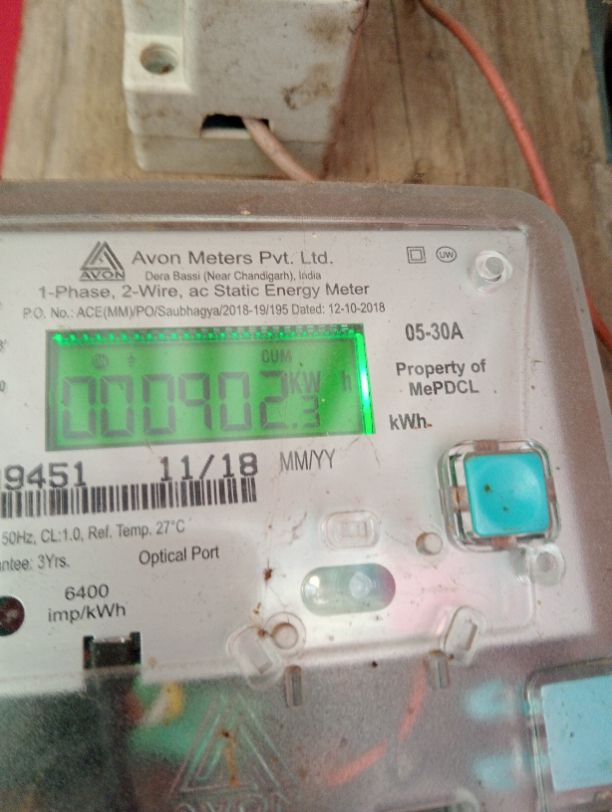 AVON
Avon Meters Pvt. Ltd.
Dera Bassi (Near Chandigarh), India
1-Phase, 2-Wire, ac Static Energy Meter
P.O. No.: ACE(MM)/PO/Saubhagya/2018-19/195 Dated: 12-10-2018
UW
05-30A
CUM
000902.3 KW h
Property of
MePDCL
kWh
9451 11/18 MM/YY
50Hz, CL:1.0, Ref. Temp. 27°C
ntee: 3Yrs.
Optical Port
6400
imp/kWh
AVON